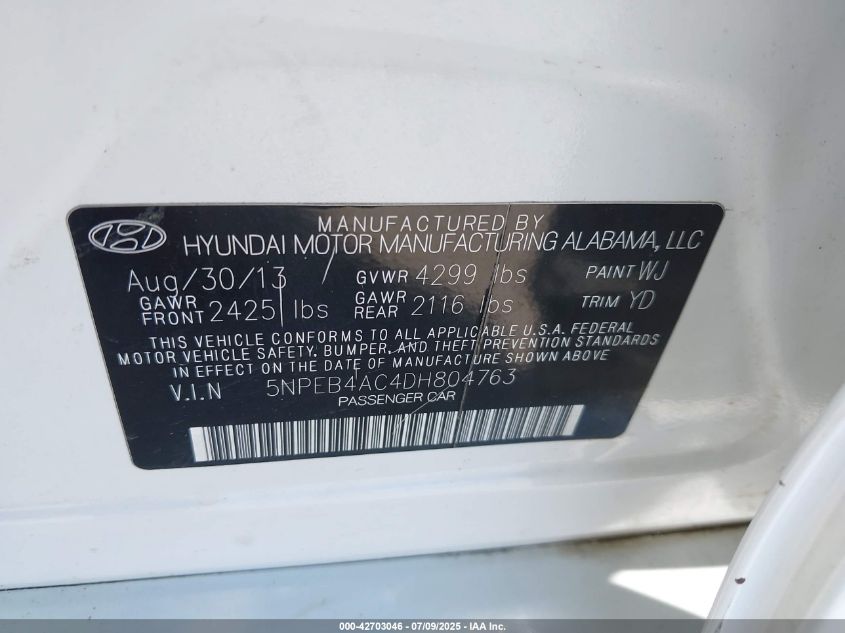 MANUFACTURED BY
HYUNDAI MOTOR MANUFACTURING ALABAMA, LLC
Aug/30/13 GVWR 4299 lbs PAINT WJ
GAWR FRONT 2425 lbs GAWR REAR 2116 lbs TRIM YD
THIS VEHICLE CONFORMS TO ALL APPLICABLE U.S.A. FEDERAL
MOTOR VEHICLE SAFETY, BUMPER, AND THEFT PREVENTION STANDARDS
IN EFFECT ON THE DATE OF MANUFACTURE SHOWN ABOVE
V.I.N 5NPEB4AC4DH804763
PASSENGER CAR
000-42703046 - 07/09/2025 - IAA Inc.